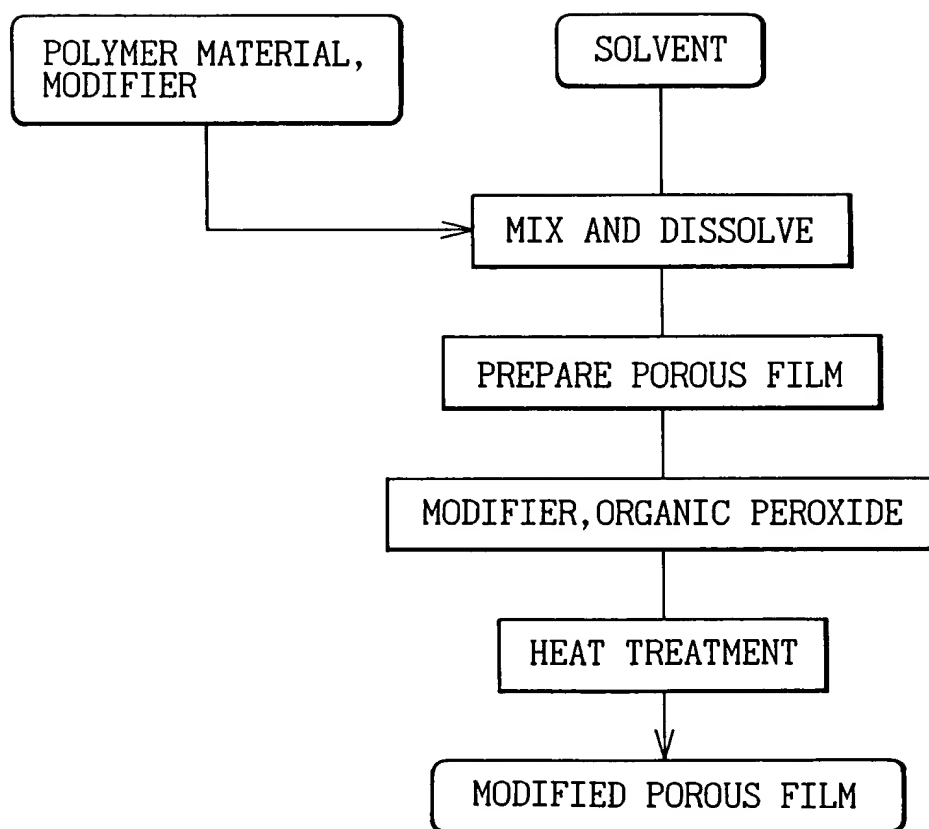 POLYMER MATERIAL,
MODIFIER
SOLVENT
MIX AND DISSOLVE
PREPARE POROUS FILM
MODIFIER,ORGANIC PEROXIDE
HEAT TREATMENT
MODIFIED POROUS FILM